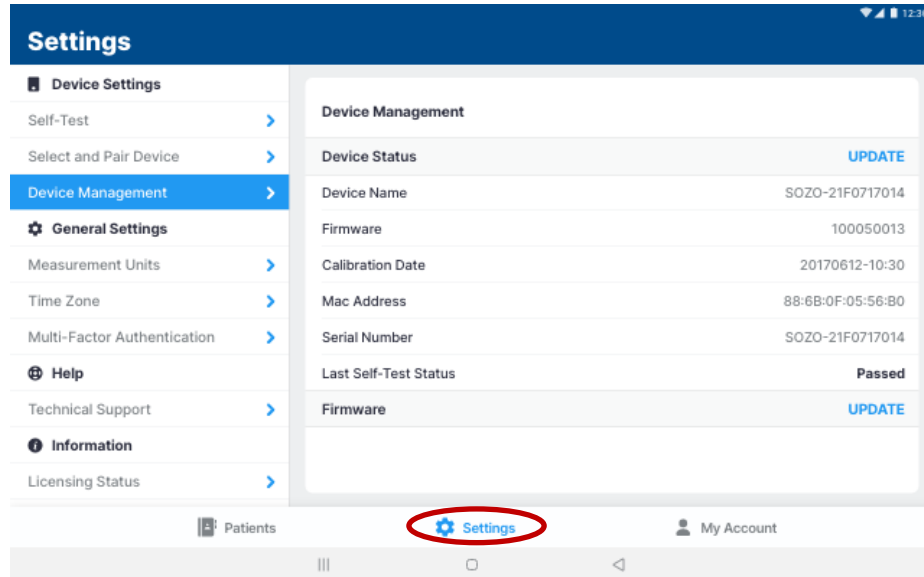 12:30
Settings
Device Settings
Self-Test
Select and Pair Device
Device Management
General Settings
Measurement Units
Time Zone
Multi-Factor Authentication
Help
Technical Support
Information
Licensing Status
Device Management
Device Status UPDATE
Device Name SOZO-21F0717014
Firmware 100050013
Calibration Date 20170612-10:30
Mac Address 88:6B:0F:05:56:B0
Serial Number SOZO-21F0717014
Last Self-Test Status Passed
Firmware UPDATE
Patients Settings My Account